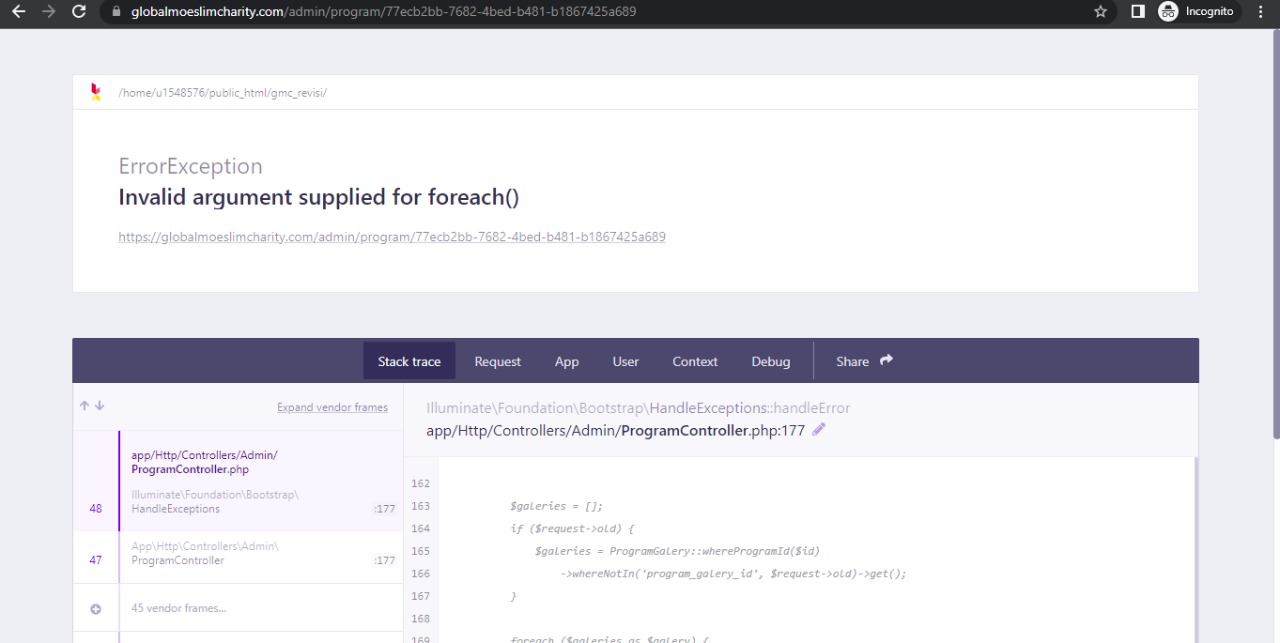 globalmoeslimcharity.com/admin/program/77ecb2bb-7682-4bed-b481-b1867425a689
Incognito
/home/u1548576/public_html/gmc_revisi/
ErrorException
Invalid argument supplied for foreach()
https://globalmoeslimcharity.com/admin/program/77ecb2bb-7682-4bed-b481-b1867425a689
Stack trace
Request
App
User
Context
Debug
Share
Expand vendor frames
app/Http/Controllers/Admin/
ProgramController.php
Illuminate\Foundation\Bootstrap\
48 HandleExceptions :177
App\Http\Controllers\Admin\
47 ProgramController :177
45 vendor frames...
Illuminate\Foundation\Bootstrap\HandleExceptions::handleError
app/Http/Controllers/Admin/ProgramController.php:177
162
163 $galeries = [];
164 if ($request->old) {
165 $galeries = ProgramGalery::whereProgramId($id)
166 ->whereNotIn('program_galery_id', $request->old)->get();
167 }
168
169 foreach ($galeries as $galery) {